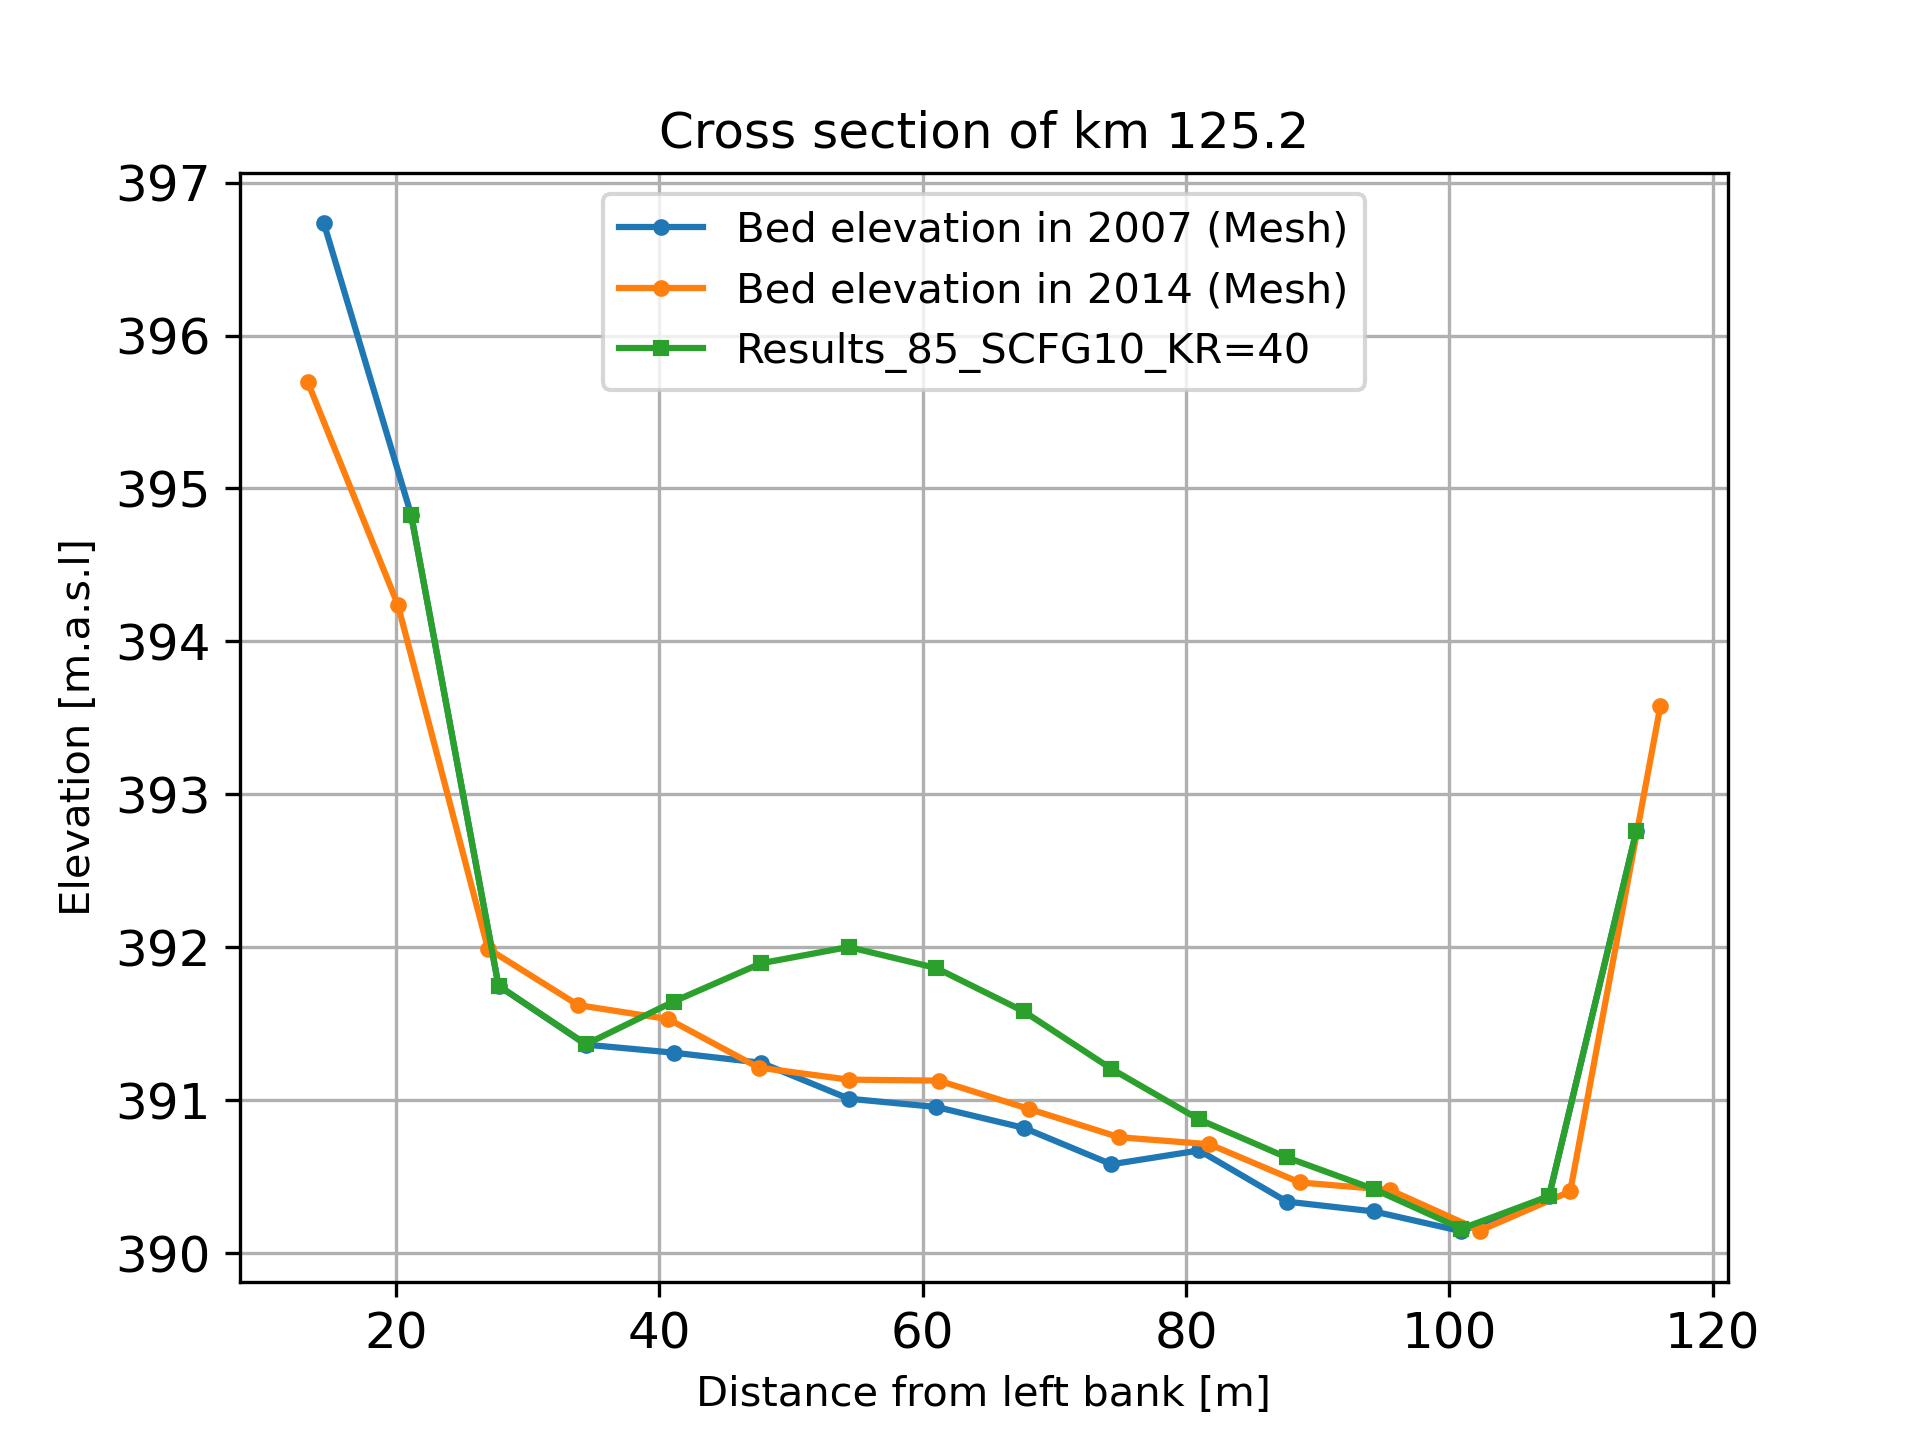 Cross section of km 125.2
397
396
395
394
393
392
391
390
Elevation [m.a.s.l]
Bed elevation in 2007 (Mesh)
Bed elevation in 2014 (Mesh)
Results_85_SCFG10_KR=40
20 40 60 80 100 120
Distance from left bank [m]